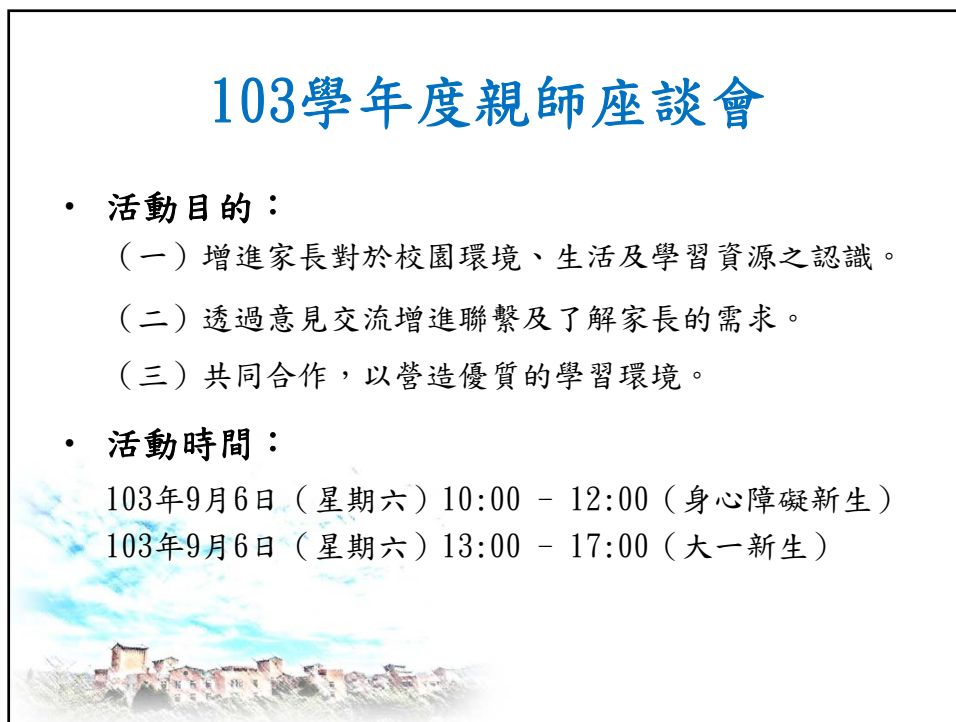 103學年度親師座談會
• 活動目的：
（一）增進家長對於校園環境、生活及學習資源之認識。
（二）透過意見交流增進聯繫及了解家長的需求。
（三）共同合作，以營造優質的學習環境。
• 活動時間：
103年9月6日（星期六）10:00 - 12:00（身心障礙新生）
103年9月6日（星期六）13:00 - 17:00（大一新生）